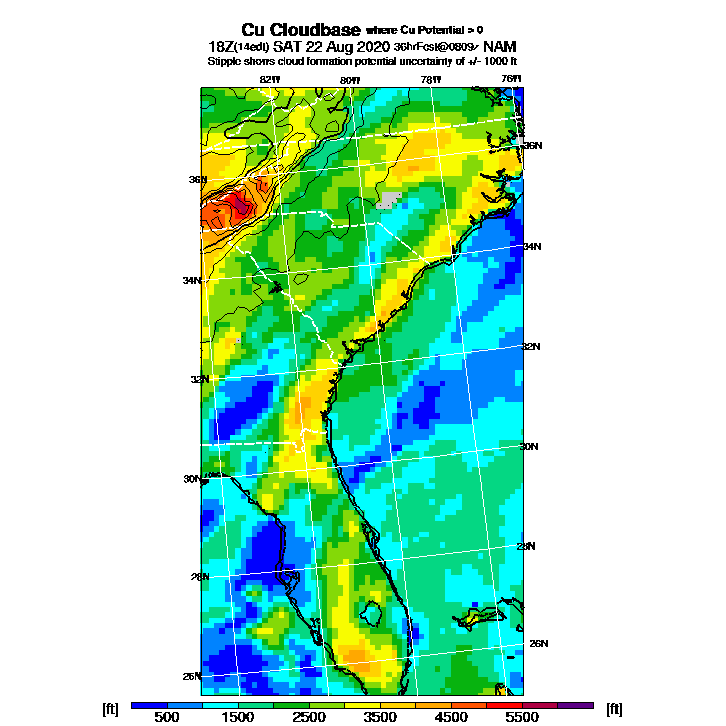 Cu Cloudbase where Cu Potential > 0
18Z(14edt) SAT 22 Aug 2020 36hrFcst@0809z NAM
Stipple shows cloud formation potential uncertainty of +/- 1000 ft
82W 80W 78W 76W
36N
36N
34N
34N
32N
32N
30N
30N
28N
28N
26N
26N
[ft] 500 1500 2500 3500 4500 5500 [ft]